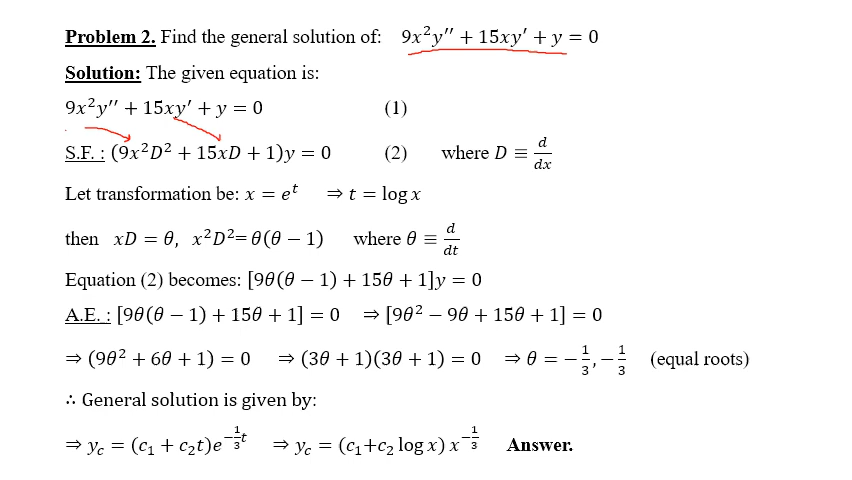 Problem 2. Find the general solution of: 9x²y′′ + 15xy′ + y = 0
Solution: The given equation is:
9x²y′′ + 15xy′ + y = 0 (1)
S.F. : (9x²D² + 15xD + 1)y = 0 (2) where D ≡ d/dx
Let transformation be: x = eᵗ ⇒ t = log x
then xD = θ, x²D² = θ(θ − 1) where θ ≡ d/dt
Equation (2) becomes: [9θ(θ − 1) + 15θ + 1]y = 0
A.E. : [9θ(θ − 1) + 15θ + 1] = 0 ⇒ [9θ² − 9θ + 15θ + 1] = 0
⇒ (9θ² + 6θ + 1) = 0 ⇒ (3θ + 1)(3θ + 1) = 0 ⇒ θ = −1/3, −1/3 (equal roots)
∴ General solution is given by:
⇒ y_c = (c₁ + c₂t)e^(−1/3 t) ⇒ y_c = (c₁+c₂ log x) x^(−1/3) Answer.